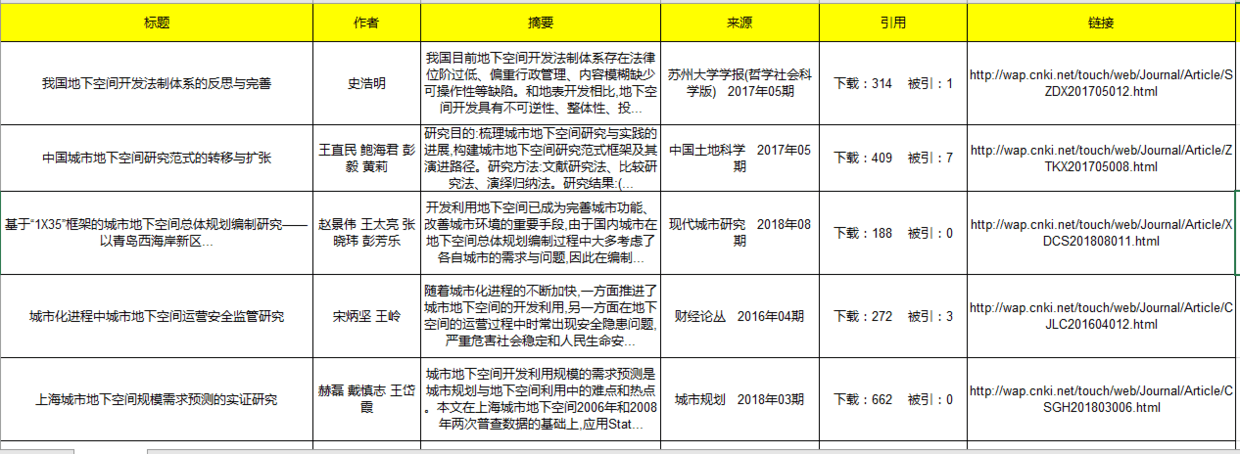 标题
作者
摘要
来源
引用
链接
我国地下空间开发法制体系的反思与完善
史浩明
我国目前地下空间开发法制体系存在法律
位阶过低、偏重行政管理、内容模糊缺少
可操作性等缺陷。和地表开发相比,地下空
间开发具有不可逆性、整体性、投...
苏州大学学报(哲学社会科
学版) 2017年05期
下载：314 被引：1
http://wap.cnki.net/touch/web/Journal/Article/S
ZDX201705012.html
中国城市地下空间研究范式的转移与扩张
王直民 鲍海君 彭
毅 黄莉
研究目的:梳理城市地下空间研究与实践的
进展,构建城市地下空间研究范式框架及其
演进路径。研究方法:文献研究法、比较研
究法、演绎归纳法。研究结果:(...
中国土地科学 2017年05
期
下载：409 被引：7
http://wap.cnki.net/touch/web/Journal/Article/Z
TKX201705008.html
基于“1X35”框架的城市地下空间总体规划编制研究——
以青岛西海岸新区...
赵景伟 王太亮 张
晓玮 彭芳乐
开发利用地下空间已成为完善城市功能、
改善城市环境的重要手段,由于国内城市在
地下空间总体规划编制过程中大多考虑了
各自城市的需求与问题,因此在编制...
现代城市研究 2018年08
期
下载：188 被引：0
http://wap.cnki.net/touch/web/Journal/Article/X
DCS201808011.html
城市化进程中城市地下空间运营安全监管研究
宋炳坚 王岭
随着城市化进程的不断加快,一方面推进了
城市地下空间的开发利用,另一方面在地下
空间的运营过程中时常出现安全隐患问题,
严重危害社会稳定和人民生命安...
财经论丛 2016年04期
下载：272 被引：3
http://wap.cnki.net/touch/web/Journal/Article/C
JLC201604012.html
上海城市地下空间规模需求预测的实证研究
赫磊 戴慎志 王岱
霞
城市地下空间开发利用规模的需求预测是
城市规划与地下空间利用中的难点和热点
。本文在上海城市地下空间2006年和2008
年两次普查数据的基础上,应用Stat...
城市规划 2018年03期
下载：662 被引：0
http://wap.cnki.net/touch/web/Journal/Article/C
SGH201803006.html